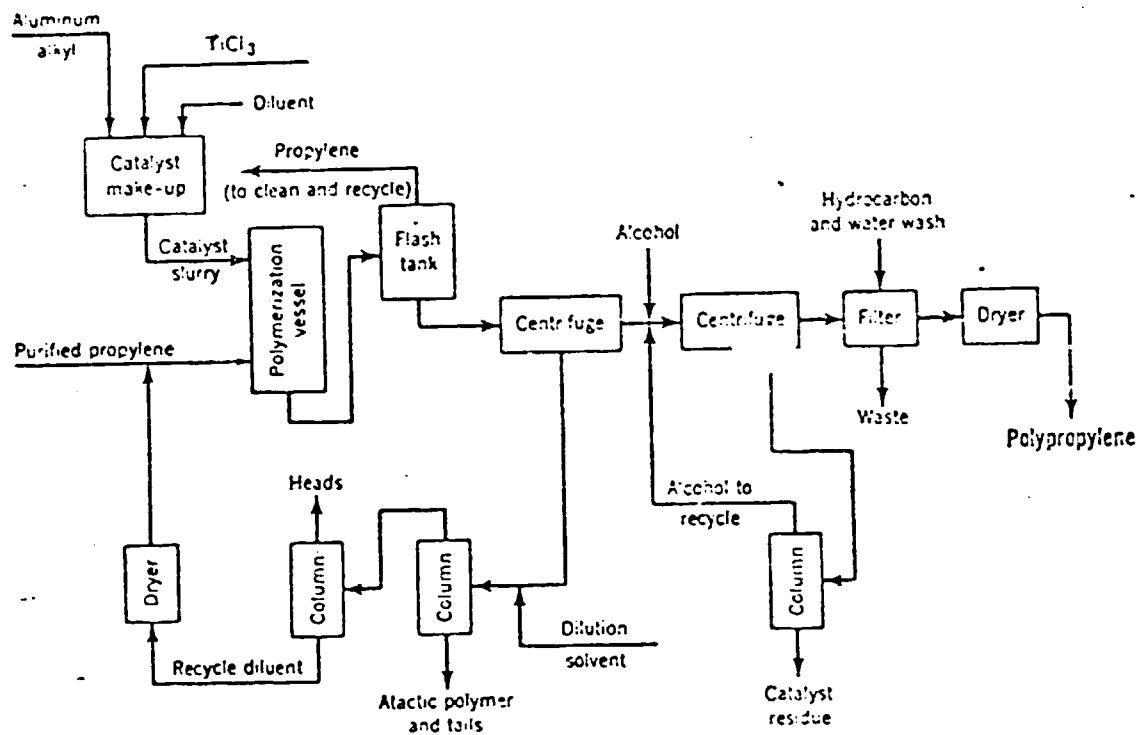 Aluminum
alkyl
TiCl3
Diluent
Catalyst
make-up
Propylene
(to clean and recycle)
Hydrocarbon
and water wash
Catalyst
slurry
Polymerization
vessel
Flash
tank
Alcohol
Centrifuge
Centrifuge
Filter
Dryer
Purified propylene
Waste
Polypropylene
Heads
Alcohol to
recycle
Dryer
Column
Column
Column
Dilution
solvent
Recycle diluent
Atactic polymer
and tails
Catalyst
residue